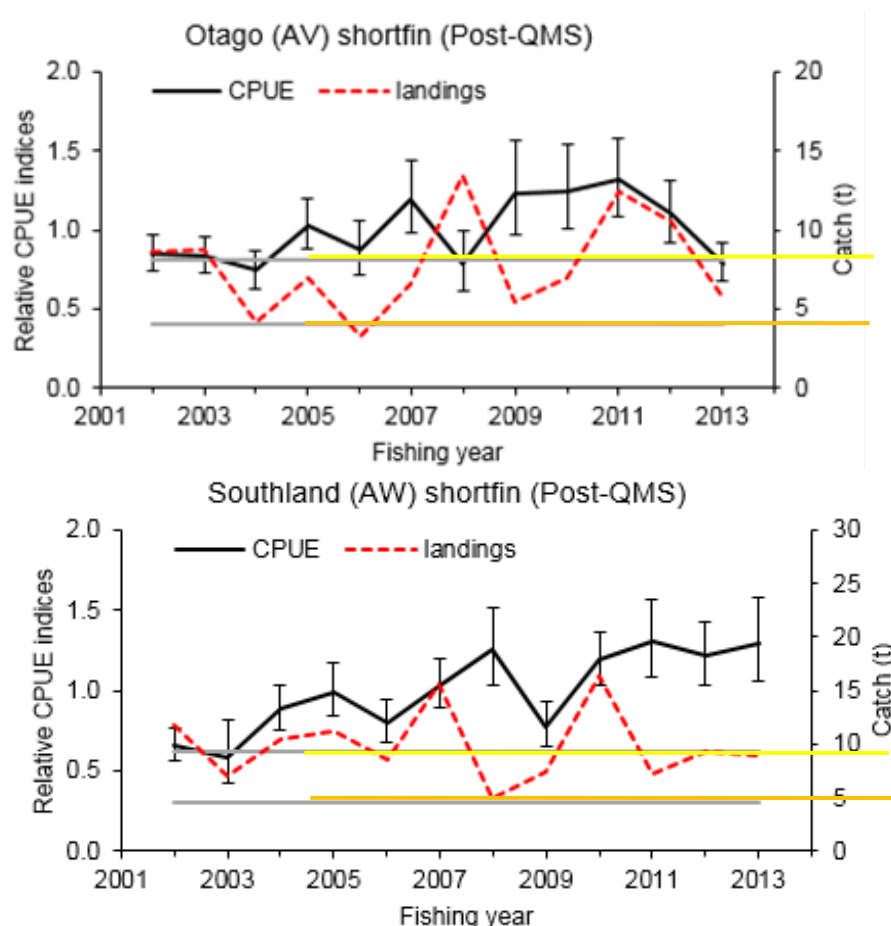 Otago (AV) shortfin (Post-QMS)
CPUE landings
Relative CPUE indices
2.0
1.5
1.0
0.5
0.0
20
15
10
5
0
Catch (t)
2001 2003 2005 2007 2009 2011 2013
Fishing year
Southland (AW) shortfin (Post-QMS)
CPUE landings
Relative CPUE indices
2.0
1.5
1.0
0.5
0.0
30
25
20
15
10
5
0
Catch (t)
2001 2003 2005 2007 2009 2011 2013
Fishing year